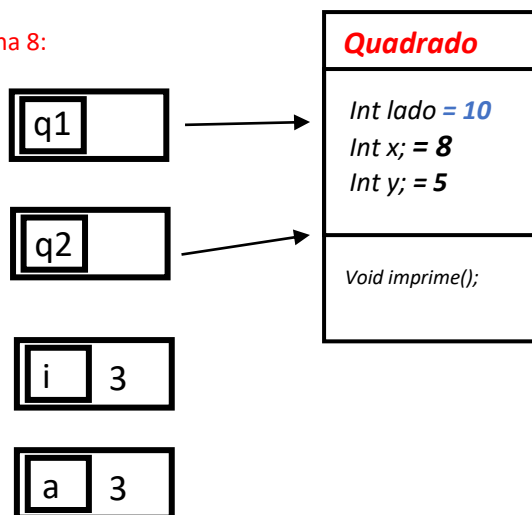 na 8:
Quadrado
q1
Int lado = 10
Int x; = 8
Int y; = 5
q2
Void imprime();
i 3
a 3